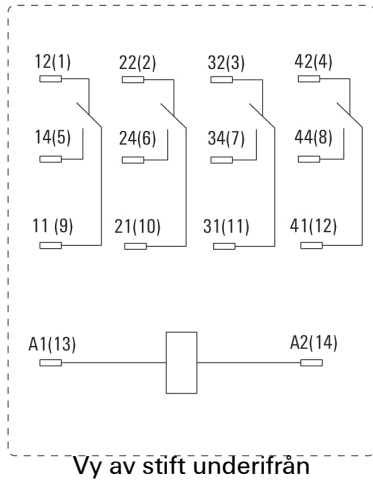 12(1) 22(2) 32(3) 42(4)
14(5) 24(6) 34(7) 44(8)
11 (9) 21(10) 31(11) 41(12)
A1(13) A2(14)
Vy av stift underifrån